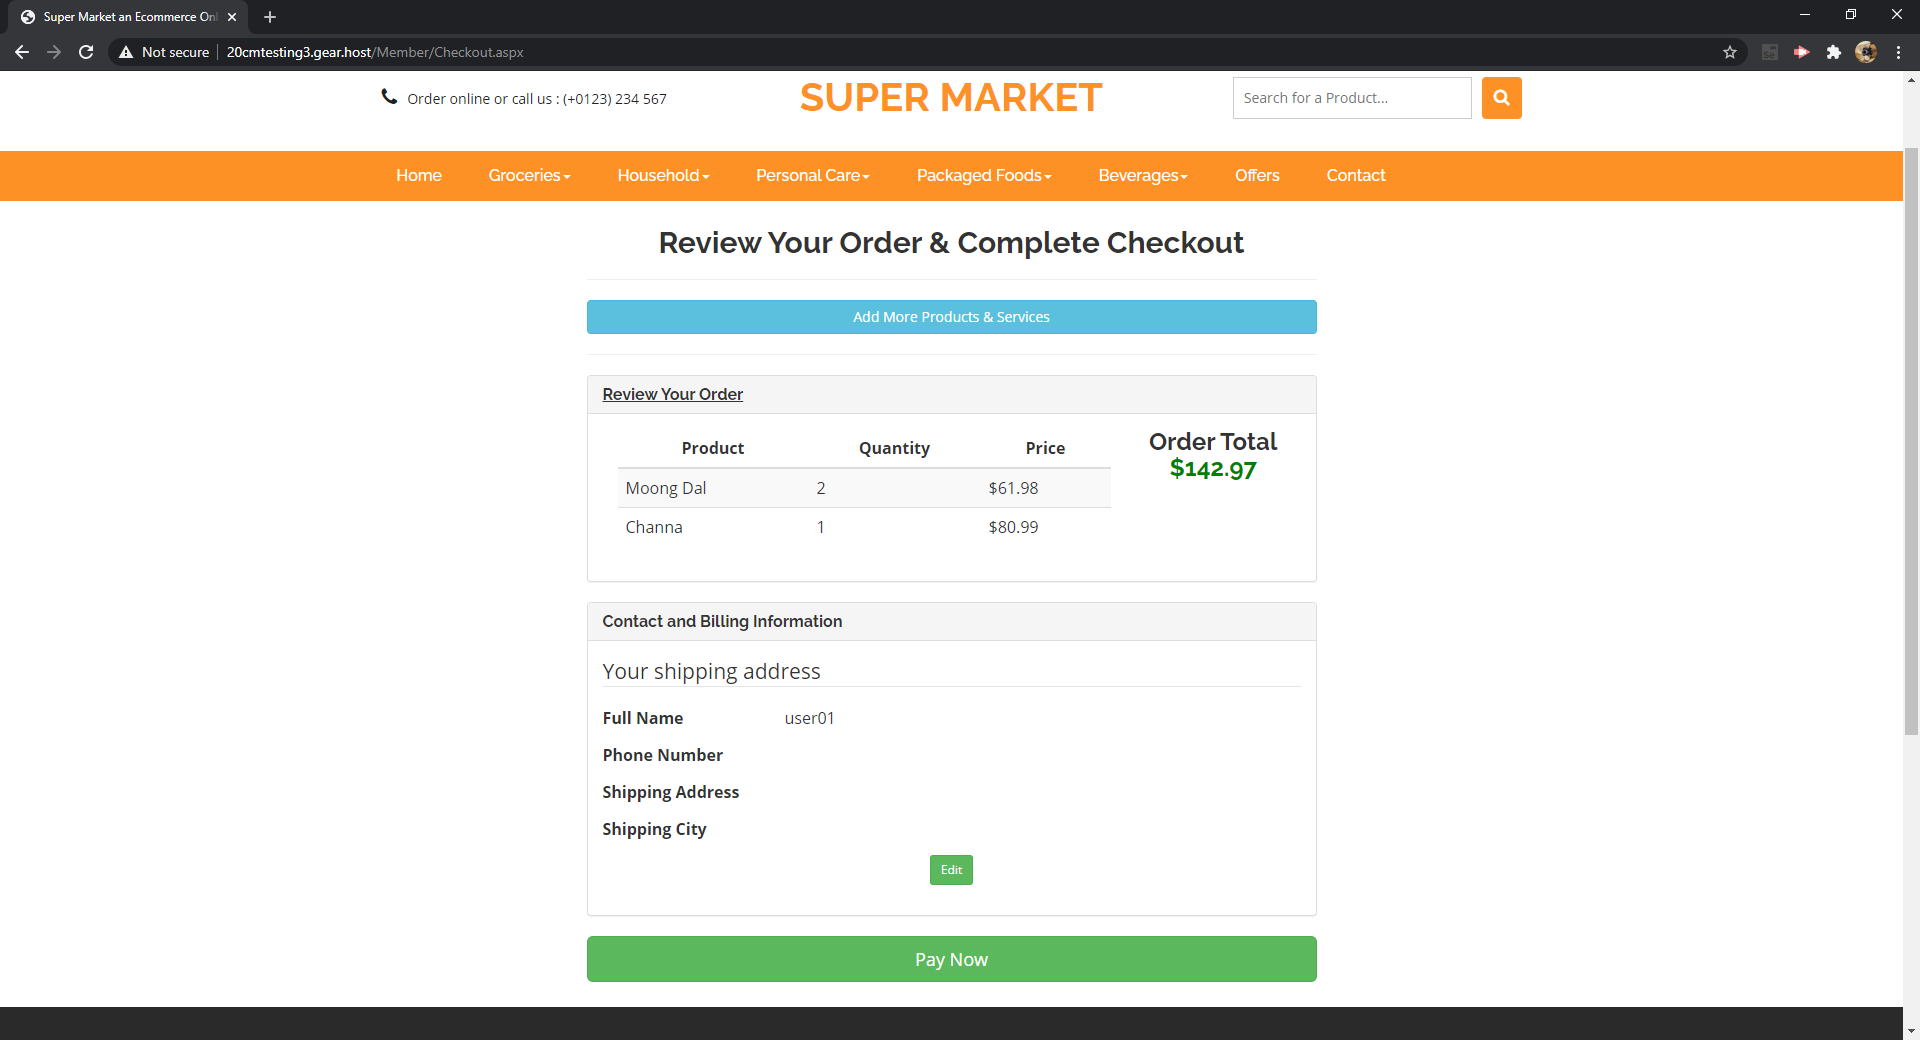 Super Market an Ecommerce Onl
Not secure
20cmtesting3.gear.host/Member/Checkout.aspx
Order online or call us : (+0123) 234 567
SUPER MARKET
Search for a Product...
Home Groceries Household Personal Care Packaged Foods Beverages Offers Contact
Review Your Order & Complete Checkout
Add More Products & Services
Review Your Order
Product Quantity Price
Moong Dal 2 $61.98
Channa 1 $80.99
Order Total
$142.97
Contact and Billing Information
Your shipping address
Full Name user01
Phone Number
Shipping Address
Shipping City
Edit
Pay Now